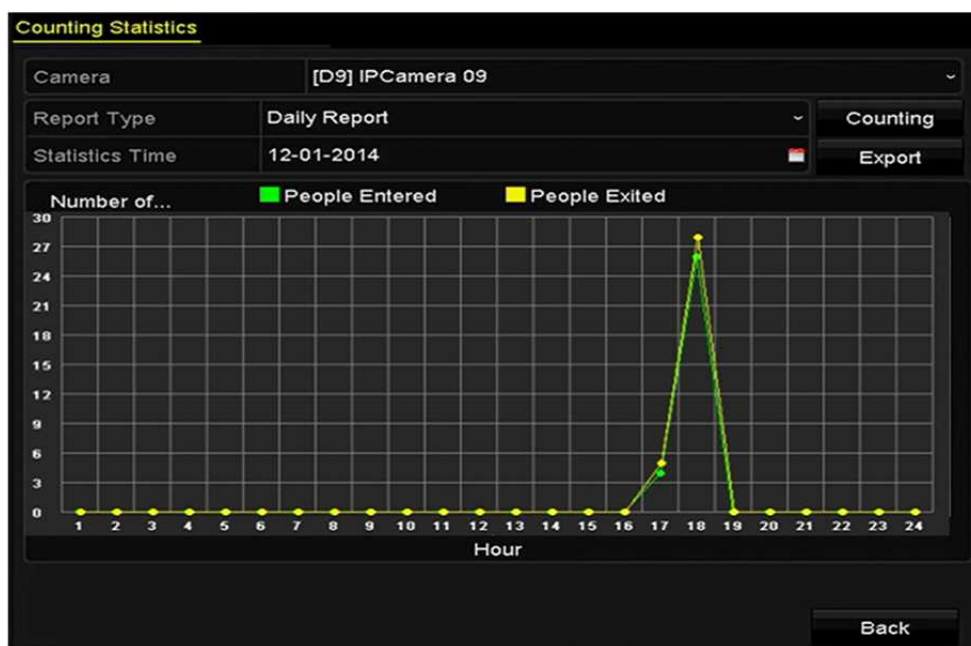 Counting Statistics
Camera [D9] IPCamera 09
Report Type Daily Report Counting
Statistics Time 12-01-2014 Export
Number of... People Entered People Exited
30
27
24
21
18
15
12
9
6
3
0
1 2 3 4 5 6 7 8 9 10 11 12 13 14 15 16 17 18 19 20 21 22 23 24
Hour
Back